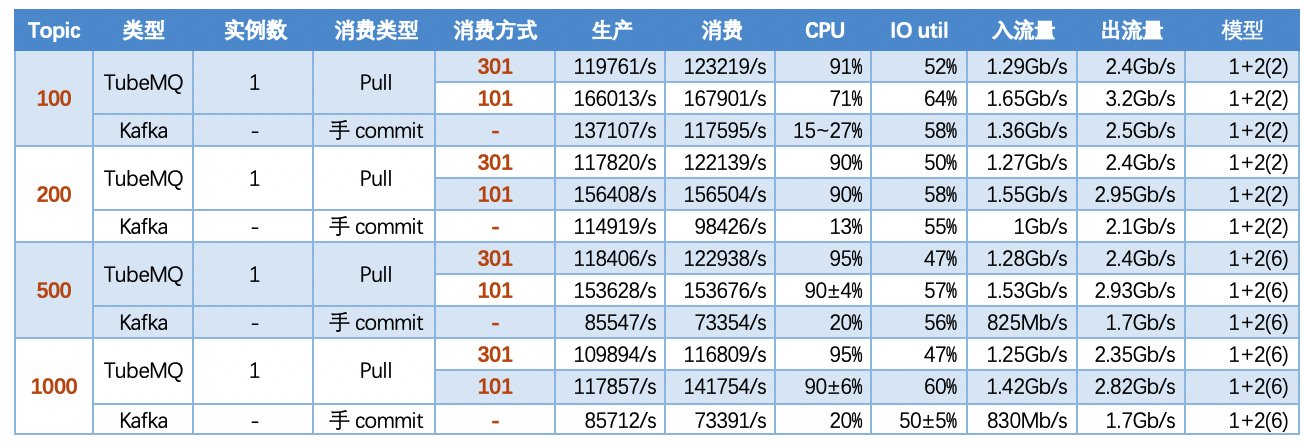 Topic 类型 实例数 消费类型 消费方式 生产 消费 CPU IO util 入流量 出流量 模型
100 TubeMQ 1 Pull 301 119761/s 123219/s 91% 52% 1.29Gb/s 2.4Gb/s 1+2(2)
101 166013/s 167901/s 71% 64% 1.65Gb/s 3.2Gb/s 1+2(2)
Kafka - 手 commit - 137107/s 117595/s 15~27% 58% 1.36Gb/s 2.5Gb/s 1+2(2)
200 TubeMQ 1 Pull 301 117820/s 122139/s 90% 50% 1.27Gb/s 2.4Gb/s 1+2(2)
101 156408/s 156504/s 90% 58% 1.55Gb/s 2.95Gb/s 1+2(2)
Kafka - 手 commit - 114919/s 98426/s 13% 55% 1Gb/s 2.1Gb/s 1+2(2)
500 TubeMQ 1 Pull 301 118406/s 122938/s 95% 47% 1.28Gb/s 2.4Gb/s 1+2(6)
101 153628/s 153676/s 90±4% 57% 1.53Gb/s 2.93Gb/s 1+2(6)
Kafka - 手 commit - 85547/s 73354/s 20% 56% 825Mb/s 1.7Gb/s 1+2(6)
1000 TubeMQ 1 Pull 301 109894/s 116809/s 95% 47% 1.25Gb/s 2.35Gb/s 1+2(6)
101 117857/s 141754/s 90±6% 60% 1.42Gb/s 2.82Gb/s 1+2(6)
Kafka - 手 commit - 85712/s 73391/s 20% 50±5% 830Mb/s 1.7Gb/s 1+2(6)